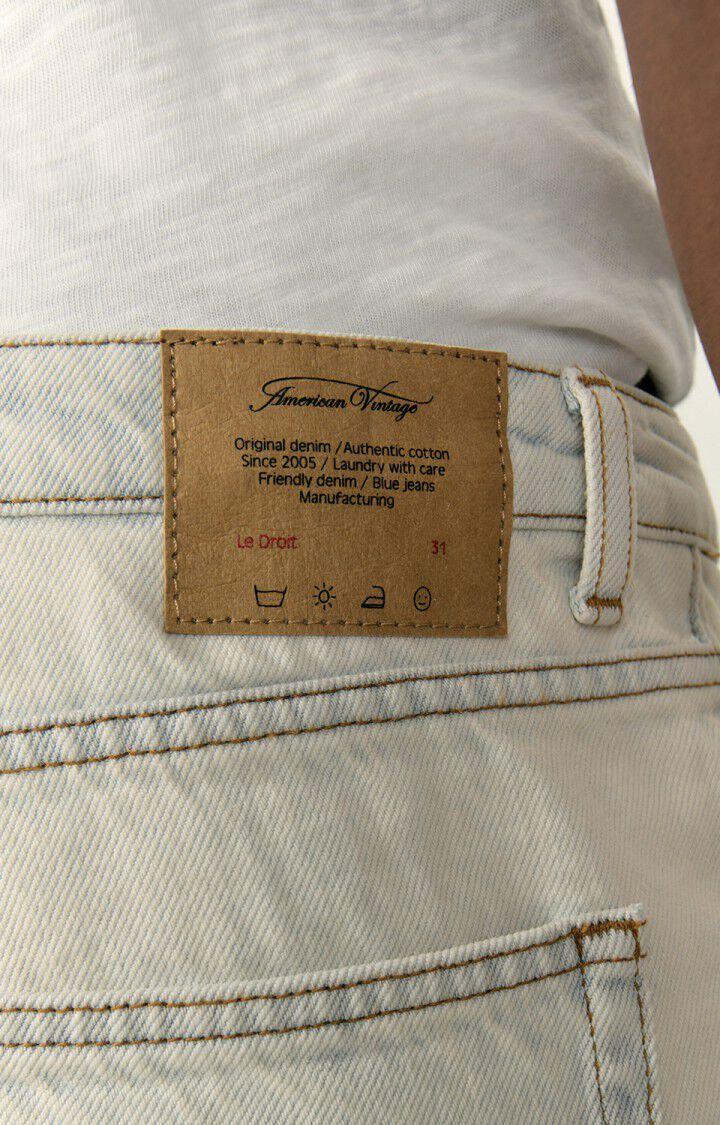 American Vintage
Original denim / Authentic cotton
Since 2005 / Laundry with care
Friendly denim / Blue jeans
Manufacturing
Le Droit 31